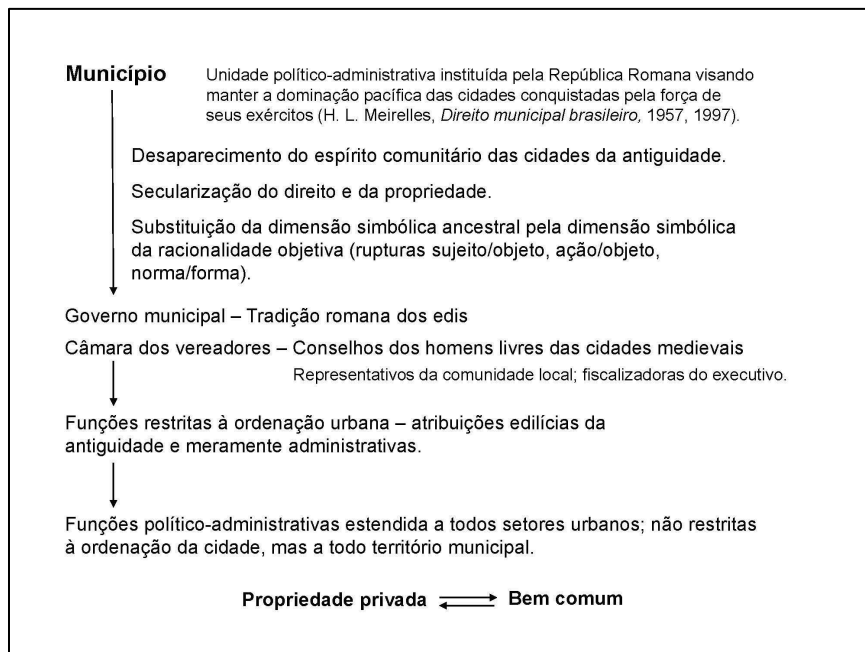 Município
Unidade político-administrativa instituída pela República Romana visando
manter a dominação pacífica das cidades conquistadas pela força de
seus exércitos (H. L. Meirelles, Direito municipal brasileiro, 1957, 1997).
Desaparecimento do espírito comunitário das cidades da antiguidade.
Secularização do direito e da propriedade.
Substituição da dimensão simbólica ancestral pela dimensão simbólica
da racionalidade objetiva (rupturas sujeito/objeto, ação/objeto,
norma/forma).
Governo municipal – Tradição romana dos edis
Câmara dos vereadores – Conselhos dos homens livres das cidades medievais
Representativos da comunidade local; fiscalizadoras do executivo.
Funções restritas à ordenação urbana – atribuições edilícias da
antiguidade e meramente administrativas.
Funções político-administrativas estendida a todos setores urbanos; não restritas
à ordenação da cidade, mas a todo território municipal.
Propriedade privada Bem comum